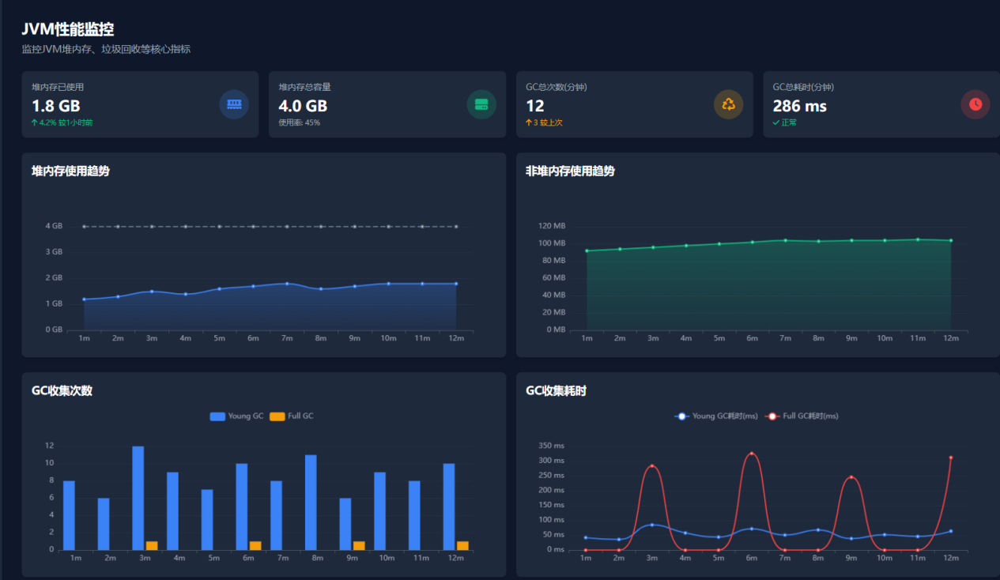 JVM性能监控
监控JVM堆内存、垃圾回收等核心指标
堆内存已使用
1.8 GB
4.2% 较1小时前
堆内存总容量
4.0 GB
使用率: 45%
GC总次数(分钟)
12
3 较上次
GC总耗时(分钟)
286 ms
正常
堆内存使用趋势
4 GB
3 GB
2 GB
1 GB
0 GB
1m 2m 3m 4m 5m 6m 7m 8m 9m 10m 11m 12m
非堆内存使用趋势
120 MB
100 MB
80 MB
60 MB
40 MB
20 MB
0 MB
1m 2m 3m 4m 5m 6m 7m 8m 9m 10m 11m 12m
GC收集次数
Young GC Full GC
12
10
8
6
4
2
0
1m 2m 3m 4m 5m 6m 7m 8m 9m 10m 11m 12m
GC收集耗时
Young GC耗时(ms) Full GC耗时(ms)
350 ms
300 ms
250 ms
200 ms
150 ms
100 ms
50 ms
0 ms
1m 2m 3m 4m 5m 6m 7m 8m 9m 10m 11m 12m